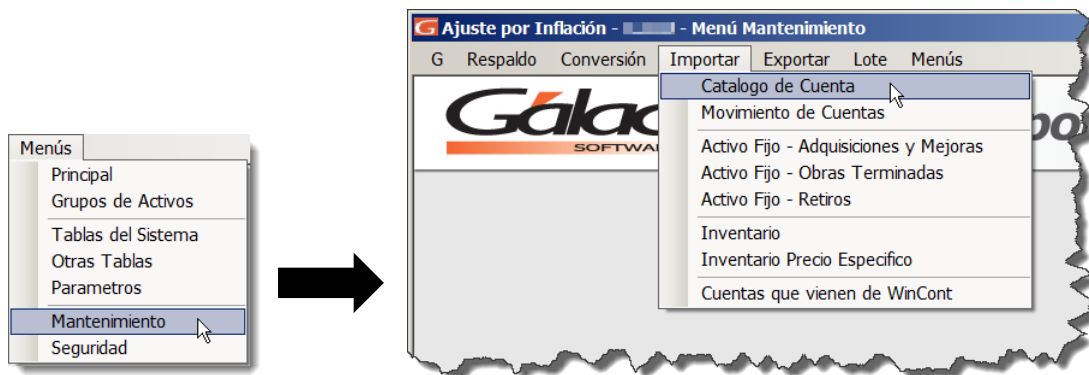 Menús
Principal
Grupos de Activos
Tablas del Sistema
Otras Tablas
Parametros
Mantenimiento
Seguridad
G Ajuste por Inflación - - Menú Mantenimiento
G Respaldo Conversión Importar Exportar Lote Menús
Catalogo de Cuenta
Movimiento de Cuentas
Activo Fijo - Adquisiciones y Mejoras
Activo Fijo - Obras Terminadas
Activo Fijo - Retiros
Inventario
Inventario Precio Especifico
Cuentas que vienen de WinCont